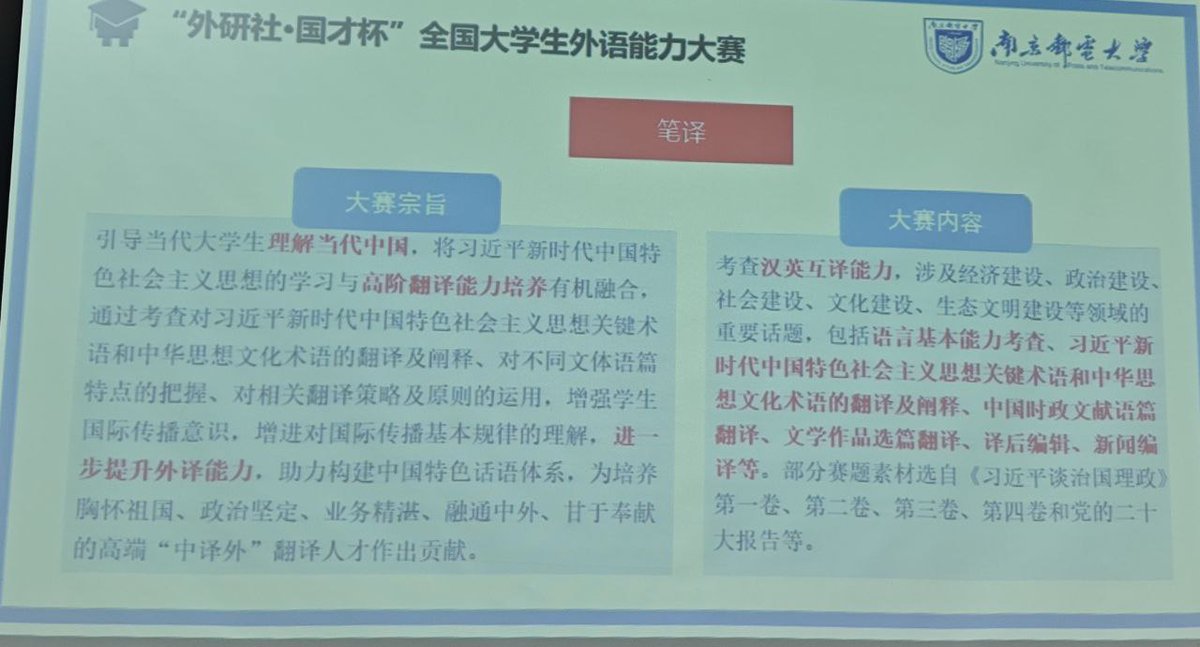 “外研社·国才杯”全国大学生外语能力大赛
南京邮电大学
Nanjing University of Posts and Telecommunications
笔译
大赛宗旨
引导当代大学生理解当代中国，将习近平新时代中国特
色社会主义思想的学习与高阶翻译能力培养有机融合，
通过考查对习近平新时代中国特色社会主义思想关键术
语和中华思想文化术语的翻译及阐释、对不同文体语篇
特点的把握、对相关翻译策略及原则的运用，增强学生
国际传播意识，增进对国际传播基本规律的理解，进一
步提升外译能力，助力构建中国特色话语体系，为培养
胸怀祖国、政治坚定、业务精湛、融通中外、甘于奉献
的高端“中译外”翻译人才作出贡献。
大赛内容
考查汉英互译能力，涉及经济建设、政治建设、
社会建设、文化建设、生态文明建设等领域的
重要话题，包括语言基本能力考查、习近平新
时代中国特色社会主义思想关键术语和中华思
想文化术语的翻译及阐释、中国时政文献语篇
翻译、文学作品选篇翻译、译后编辑、新闻编
译等。部分赛题素材选自《习近平谈治国理政》
第一卷、第二卷、第三卷、第四卷和党的二十
大报告等。